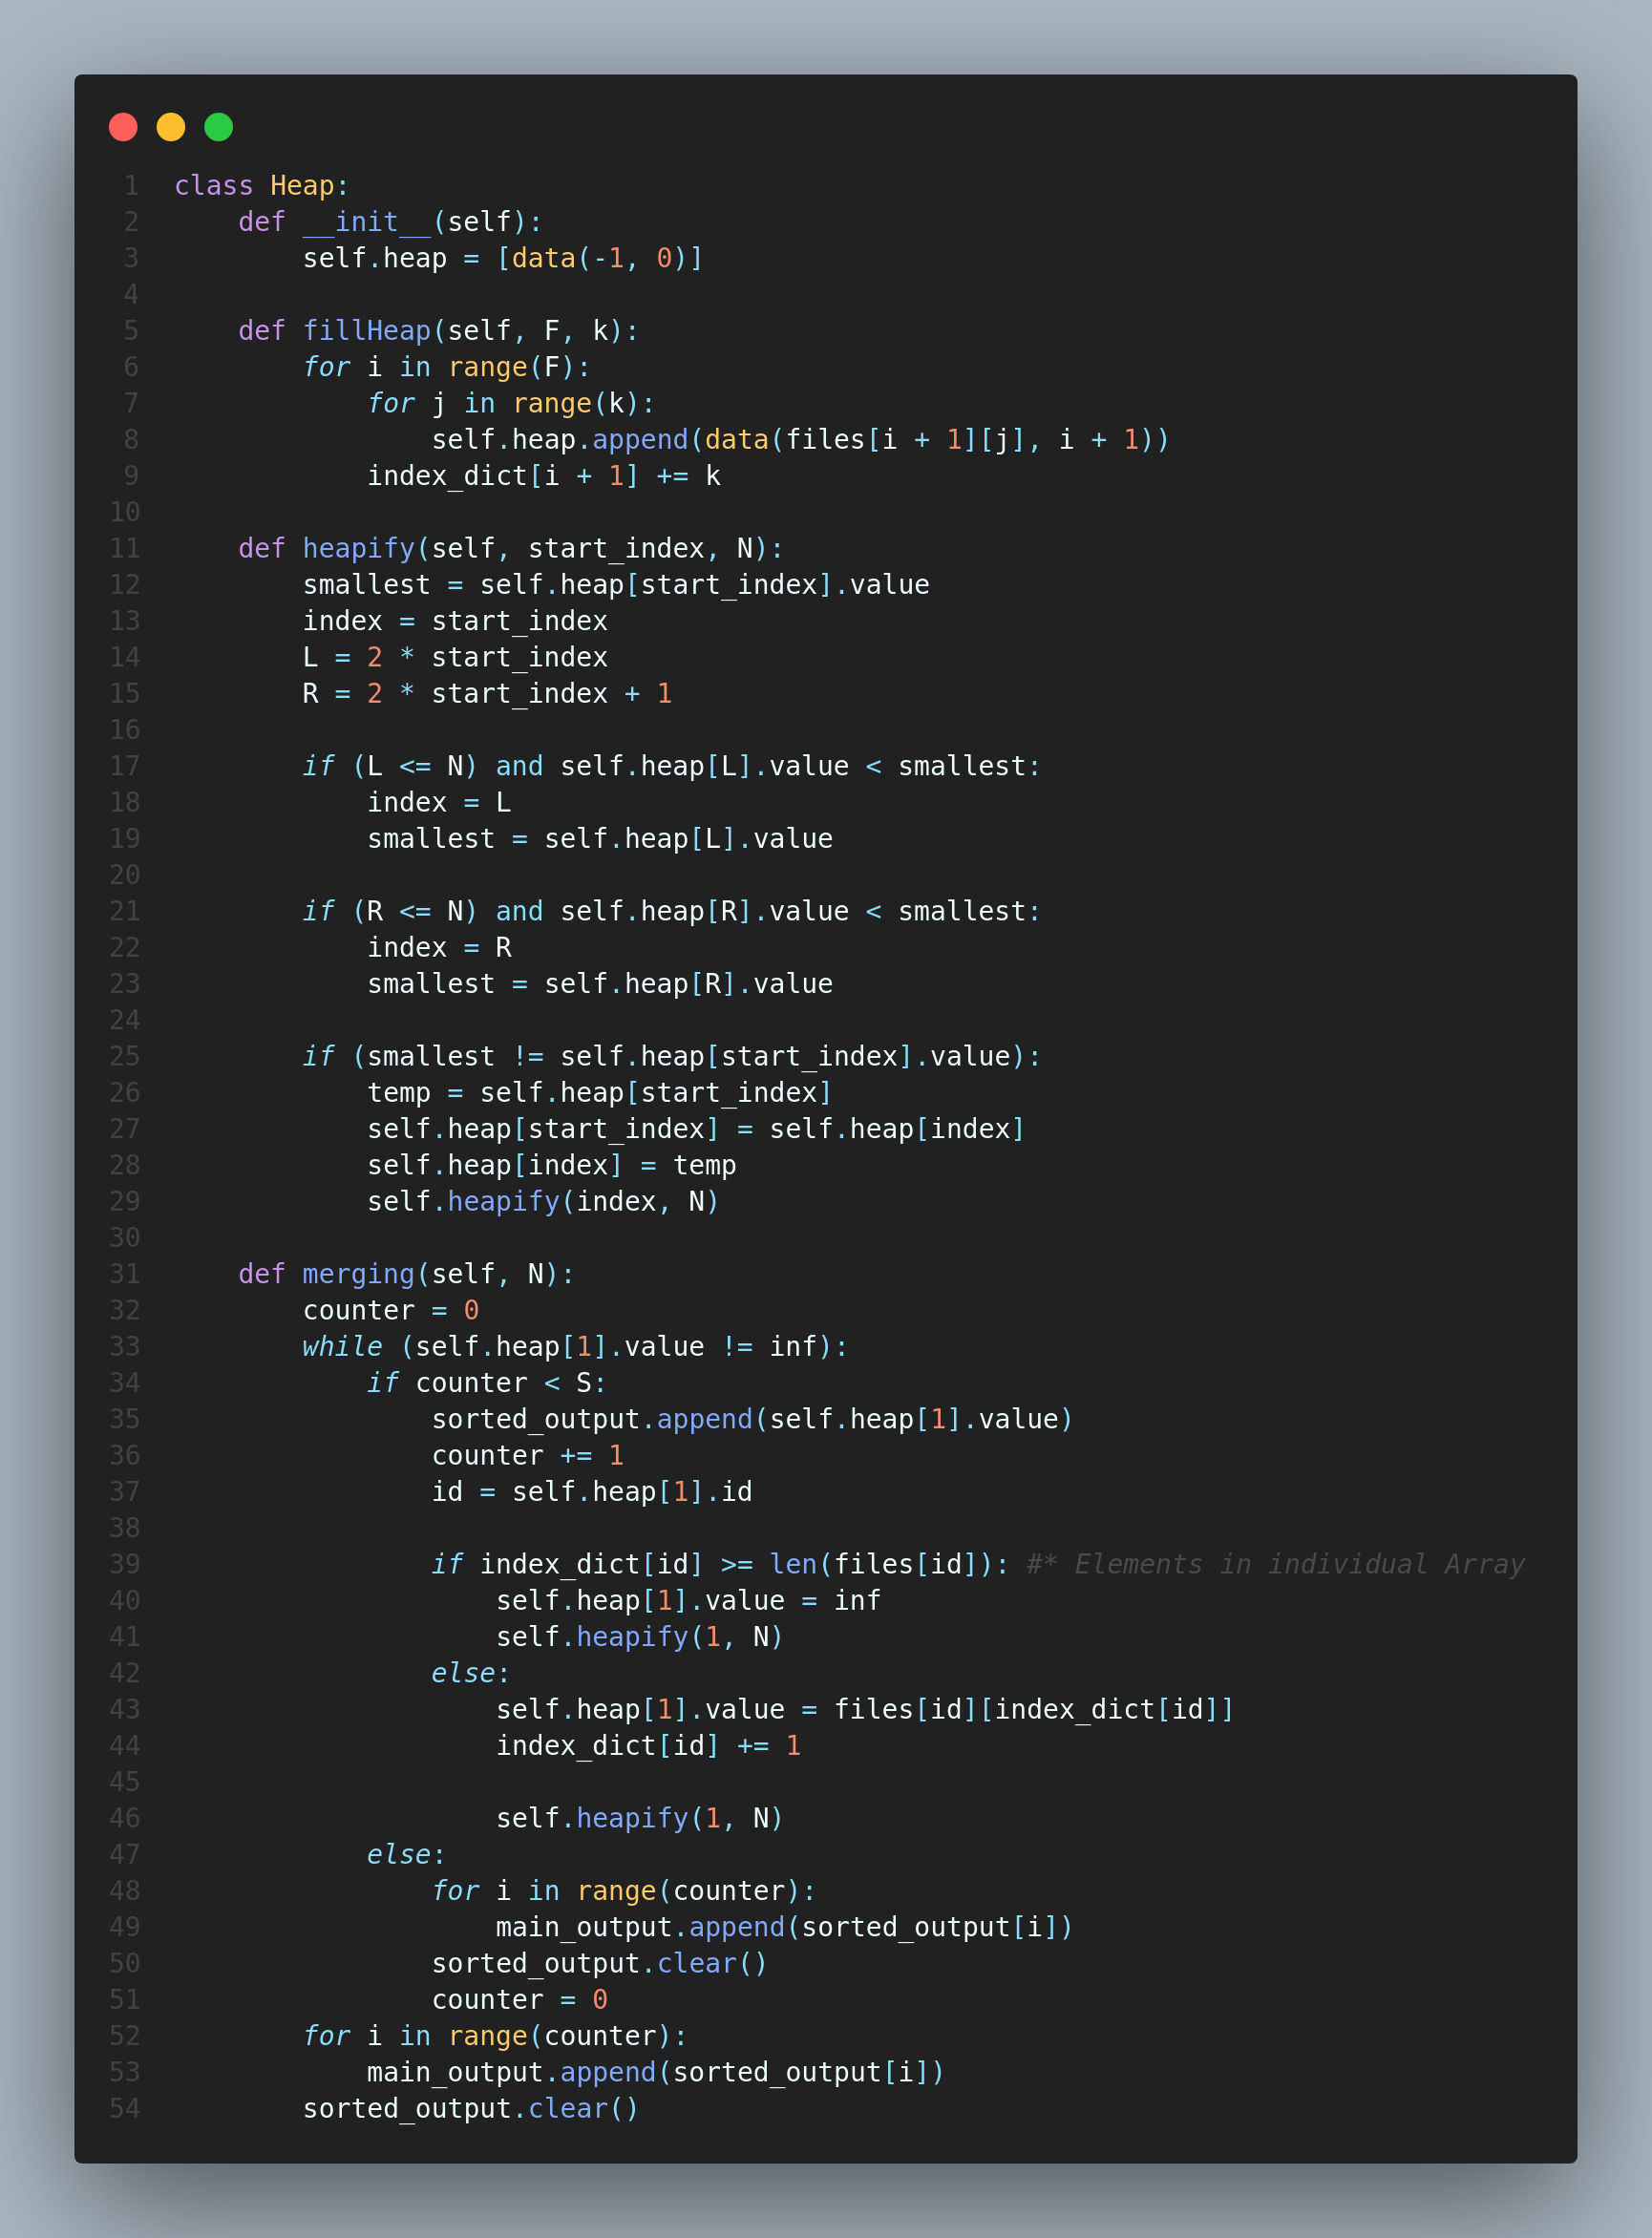 1 class Heap:
2     def __init__(self):
3         self.heap = [data(-1, 0)]
4
5     def fillHeap(self, F, k):
6         for i in range(F):
7             for j in range(k):
8                 self.heap.append(data(files[i + 1][j], i + 1))
9             index_dict[i + 1] += k
10
11     def heapify(self, start_index, N):
12         smallest = self.heap[start_index].value
13         index = start_index
14         L = 2 * start_index
15         R = 2 * start_index + 1
16
17         if (L <= N) and self.heap[L].value < smallest:
18             index = L
19             smallest = self.heap[L].value
20
21         if (R <= N) and self.heap[R].value < smallest:
22             index = R
23             smallest = self.heap[R].value
24
25         if (smallest != self.heap[start_index].value):
26             temp = self.heap[start_index]
27             self.heap[start_index] = self.heap[index]
28             self.heap[index] = temp
29             self.heapify(index, N)
30
31     def merging(self, N):
32         counter = 0
33         while (self.heap[1].value != inf):
34             if counter < S:
35                 sorted_output.append(self.heap[1].value)
36                 counter += 1
37                 id = self.heap[1].id
38
39                 if index_dict[id] >= len(files[id]): #* Elements in individual Array
40                     self.heap[1].value = inf
41                     self.heapify(1, N)
42                 else:
43                     self.heap[1].value = files[id][index_dict[id]]
44                     index_dict[id] += 1
45
46                     self.heapify(1, N)
47             else:
48                 for i in range(counter):
49                     main_output.append(sorted_output[i])
50                 sorted_output.clear()
51                 counter = 0
52         for i in range(counter):
53             main_output.append(sorted_output[i])
54         sorted_output.clear()